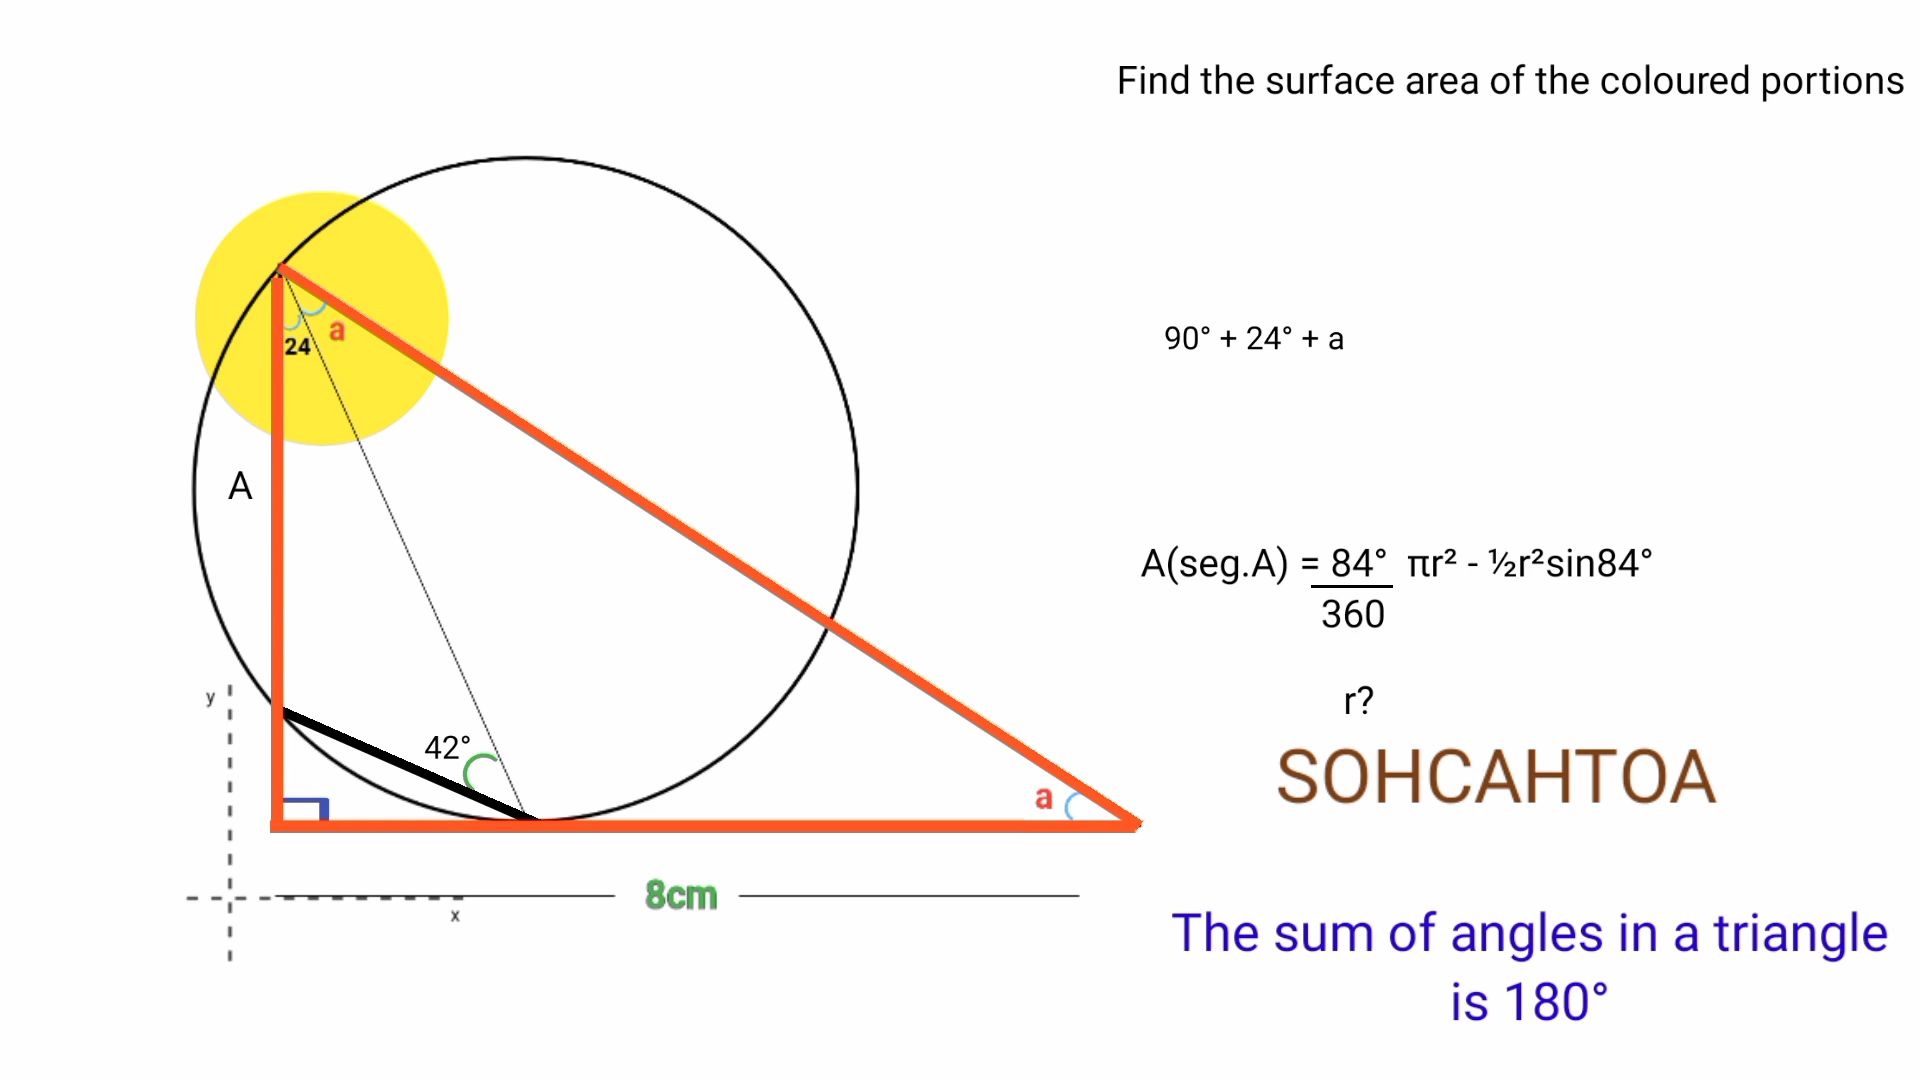 Find the surface area of the coloured portions
a
24
90° + 24° + a
A
A(seg.A) = 84° πr² - ½r²sin84°
360
y
r?
42°
SOHCAHTOA
a
8cm
x
The sum of angles in a triangle
is 180°